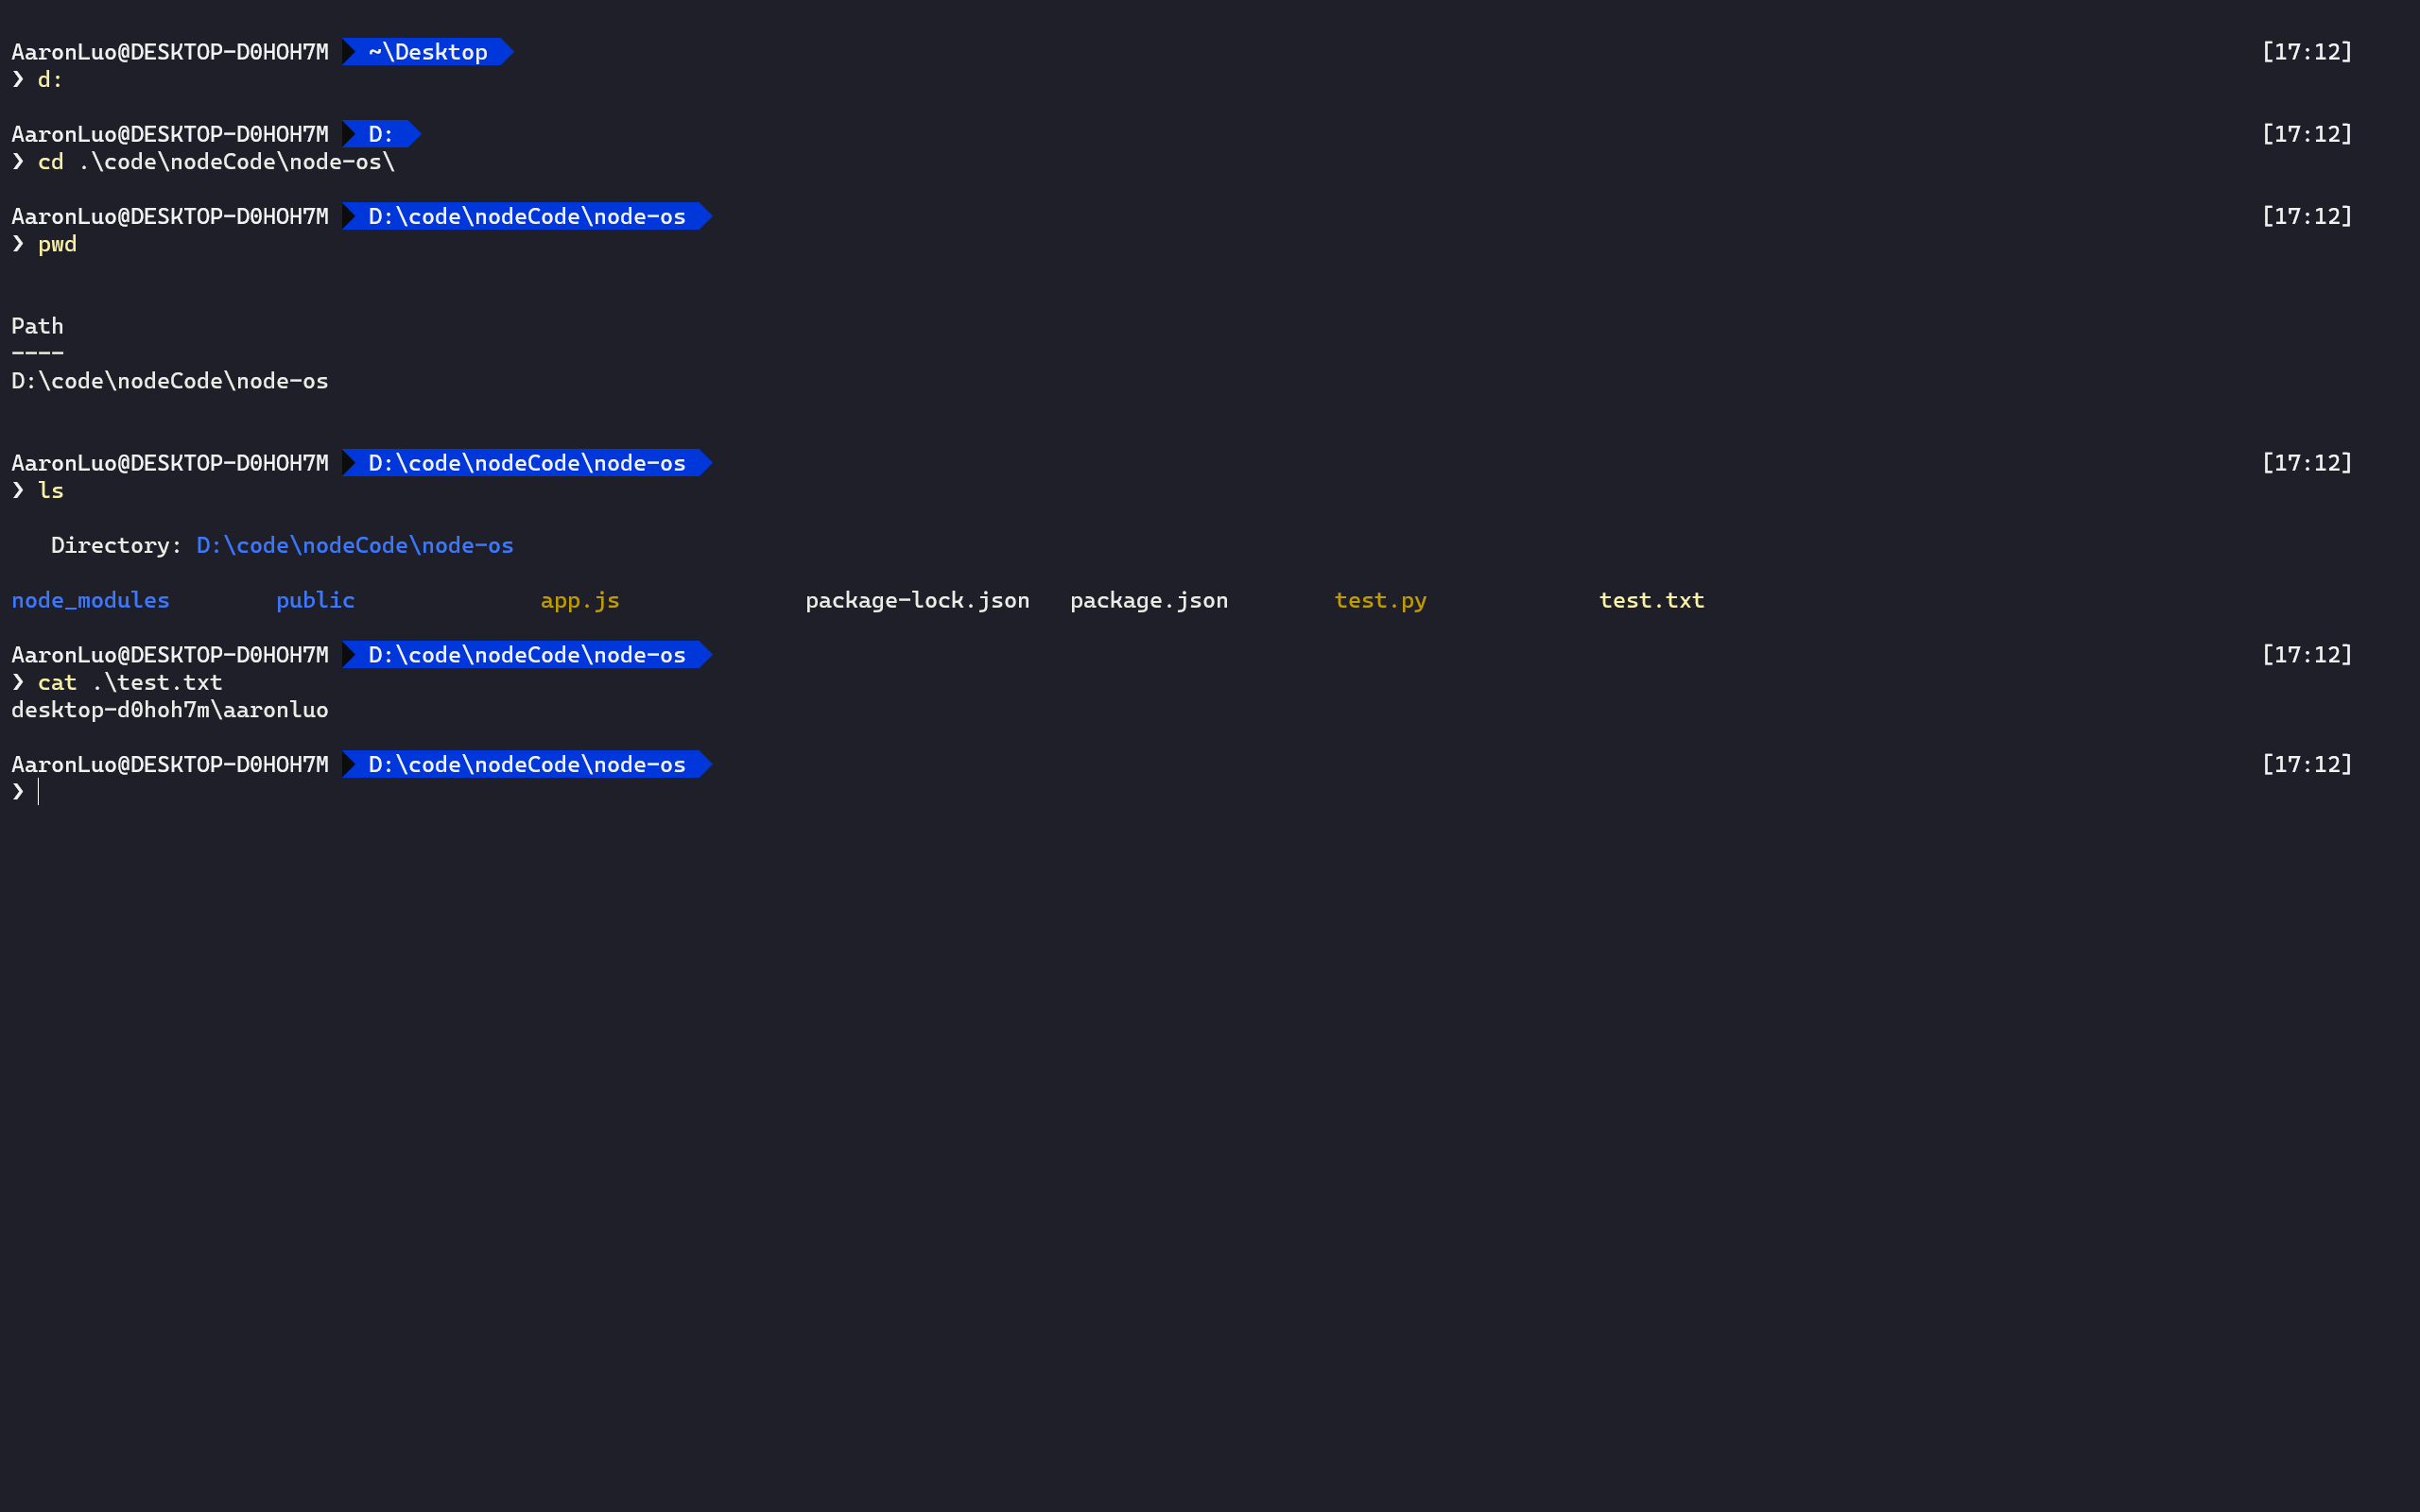 AaronLuo@DESKTOP-D0HOH7M ~\Desktop [17:12]
❯ d:
AaronLuo@DESKTOP-D0HOH7M D: [17:12]
❯ cd .\code\nodeCode\node-os\
AaronLuo@DESKTOP-D0HOH7M D:\code\nodeCode\node-os [17:12]
❯ pwd
Path
----
D:\code\nodeCode\node-os
AaronLuo@DESKTOP-D0HOH7M D:\code\nodeCode\node-os [17:12]
❯ ls
Directory: D:\code\nodeCode\node-os
node_modules public app.js package-lock.json package.json test.py test.txt
AaronLuo@DESKTOP-D0HOH7M D:\code\nodeCode\node-os [17:12]
❯ cat .\test.txt
desktop-d0hoh7m\aaronluo
AaronLuo@DESKTOP-D0HOH7M D:\code\nodeCode\node-os [17:12]
❯